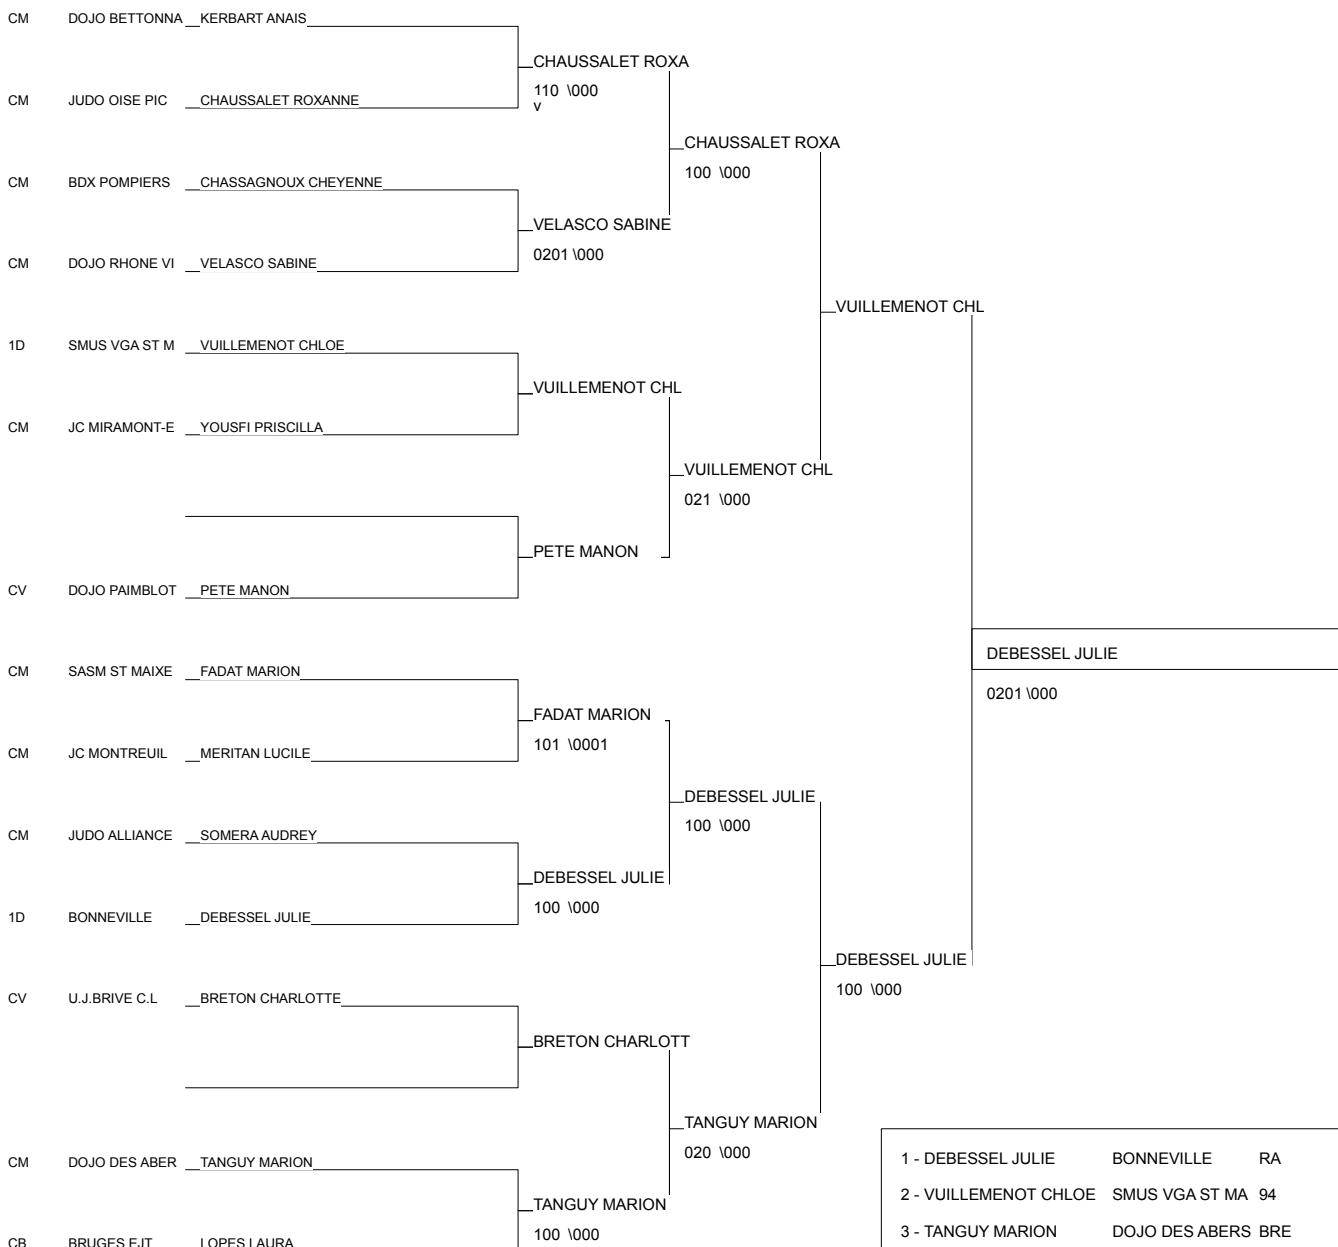 CM DOJO BETTONNA KERBART ANAIS
CHAUSSALET ROXA
110 \000
v
CM JUDO OISE PIC CHAUSSALET ROXANNE
CHAUSSALET ROXA
100 \000
CM BDX POMPIERS CHASSAGNOUX CHEYENNE
VELASCO SABINE
0201 \000
CM DOJO RHONE VI VELASCO SABINE
VUILLEMENOT CHL
1D SMUS VGA ST M VUILLEMENOT CHLOE
VUILLEMENOT CHL
CM JC MIRAMONT-E YOUSFI PRISCILLA
VUILLEMENOT CHL
021 \000
PETE MANON
CV DOJO PAIMBLOT PETE MANON
DEBESSEL JULIE
0201 \000
CM SASM ST MAIXE FADAT MARION
FADAT MARION
101 \0001
CM JC MONTREUIL MERITAN LUCILE
DEBESSEL JULIE
100 \000
CM JUDO ALLIANCE SOMERA AUDREY
DEBESSEL JULIE
100 \000
1D BONNEVILLE DEBESSEL JULIE
DEBESSEL JULIE
100 \000
CV U.J.BRIVE C.L BRETON CHARLOTTE
BRETON CHARLOTT
TANGUY MARION
020 \000
CM DOJO DES ABER TANGUY MARION
TANGUY MARION
100 \000
CB BRUGES EJT LOPES LAURA
1 - DEBESSEL JULIE BONNEVILLE RA
2 - VUILLEMENOT CHLOE SMUS VGA ST MA 94
3 - TANGUY MARION DOJO DES ABERS BRE